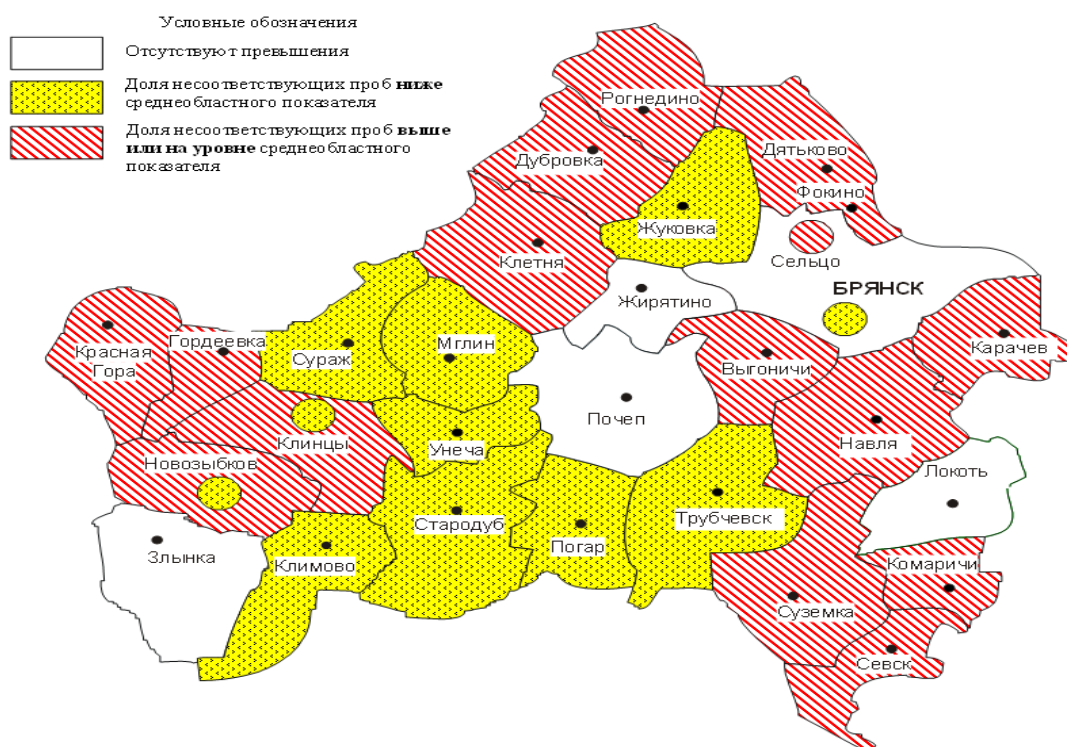 Условные обозначения
Отсутствуют превышения
Доля несоответствующих проб ниже
среднеобластного показателя
Доля несоответствующих проб выше
или на уровне среднеобластного
показателя
Рогнедино
Дубровка
Дятьково
Фокино
Жуковка
Клетня
Сельцо
БРЯНСК
Жирятино
Красная
Гора
Гордеевка
Сураж
Мглин
Выгоничи
Карачев
Почеп
Клинцы
Унеча
Навля
Новозыбков
Локоть
Стародуб
Трубчевск
Погар
Злынка
Климово
Комаричи
Суземка
Севск